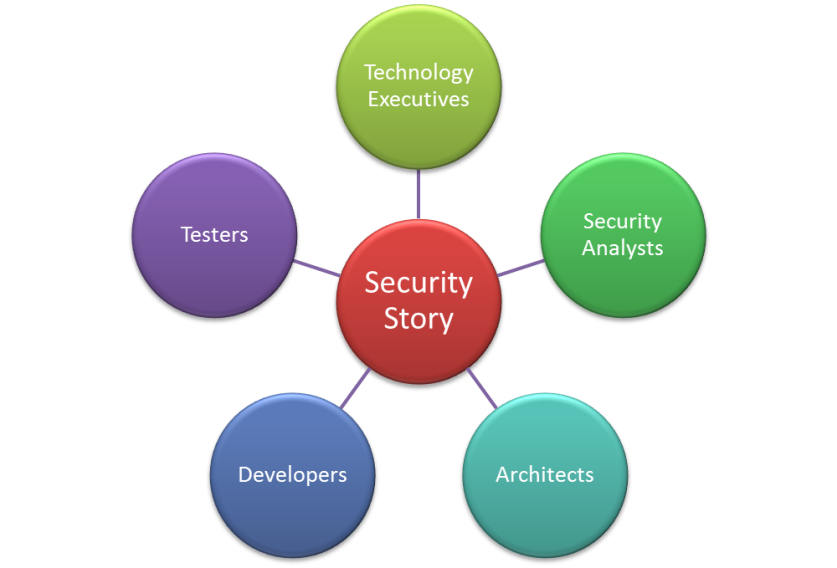 Technology
Executives
Security
Analysts
Testers
Security
Story
Developers
Architects